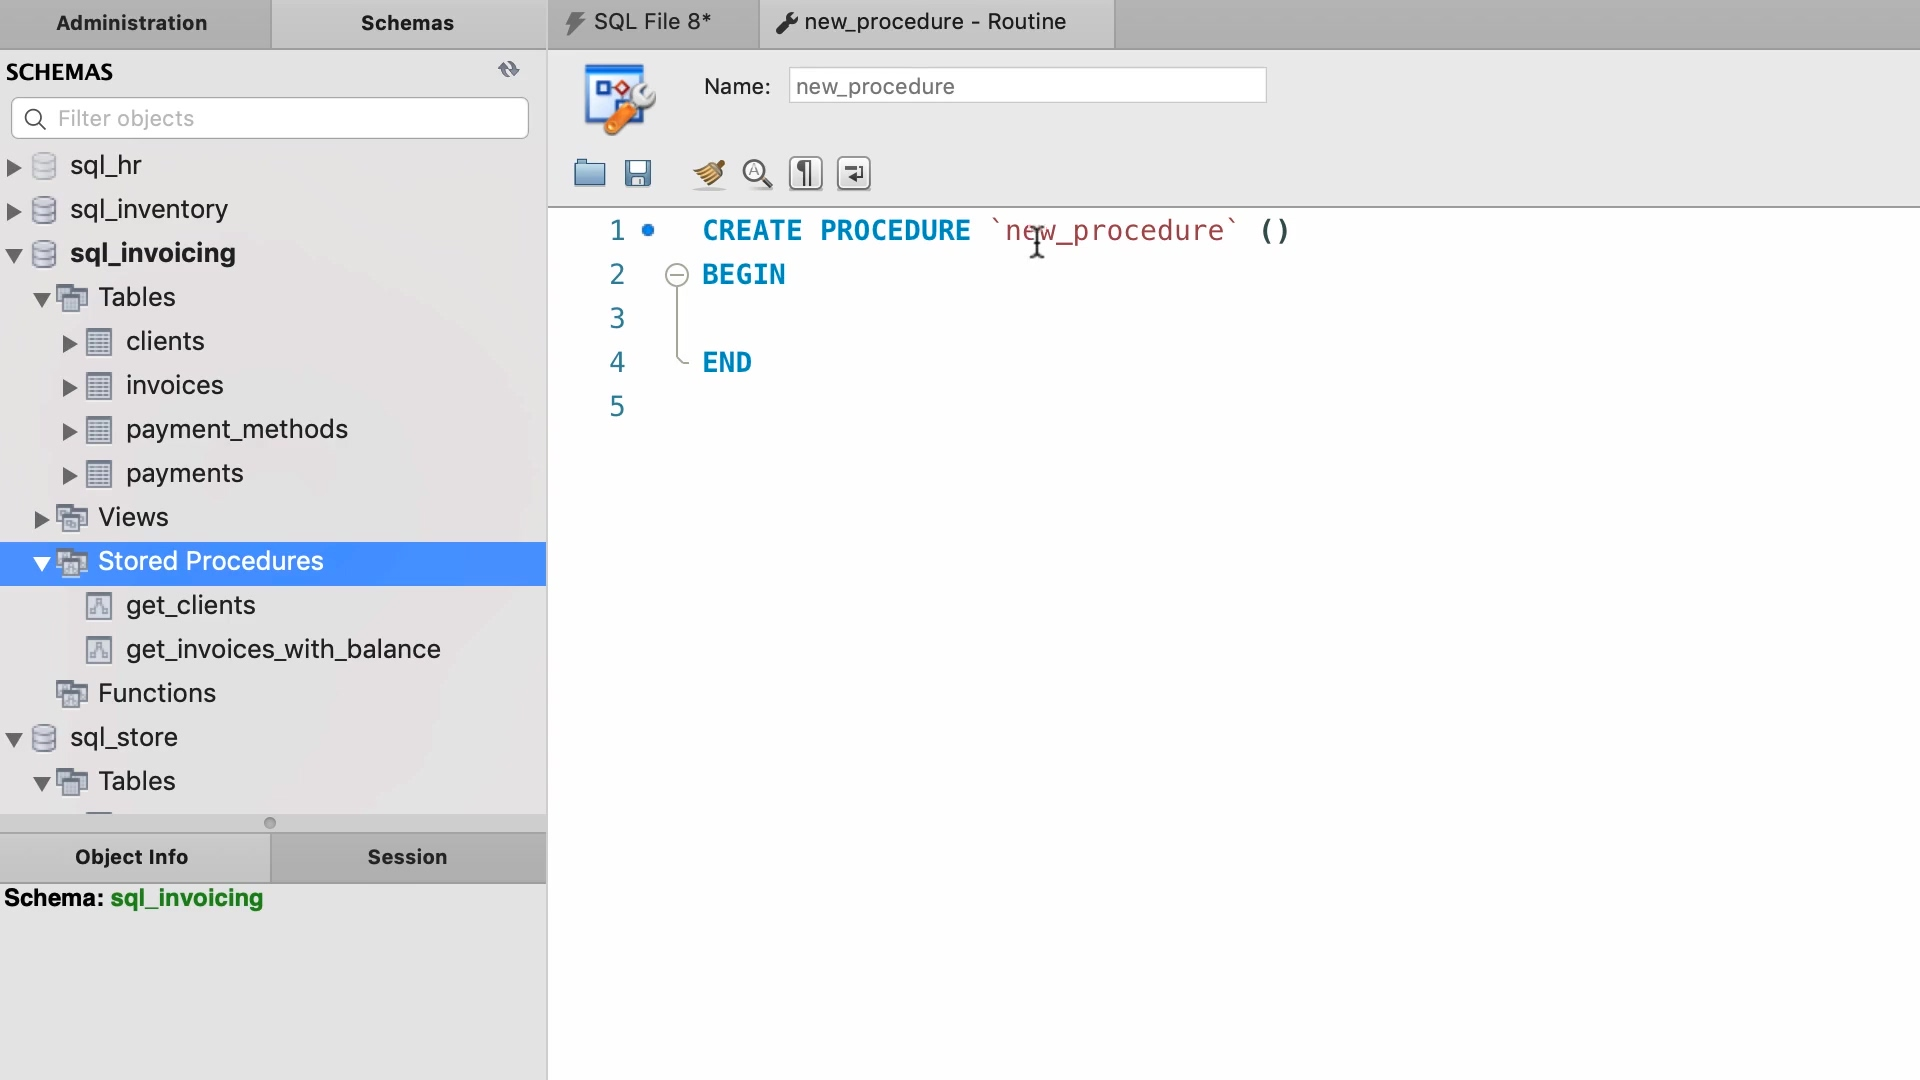 Administration
Schemas
SCHEMAS
Filter objects
sql_hr
sql_inventory
sql_invoicing
Tables
clients
invoices
payment_methods
payments
Views
Stored Procedures
get_clients
get_invoices_with_balance
Functions
sql_store
Tables
Object Info
Session
Schema: sql_invoicing
SQL File 8*
new_procedure - Routine
Name: new_procedure
1 CREATE PROCEDURE `new_procedure` ()
2 BEGIN
3
4 END
5